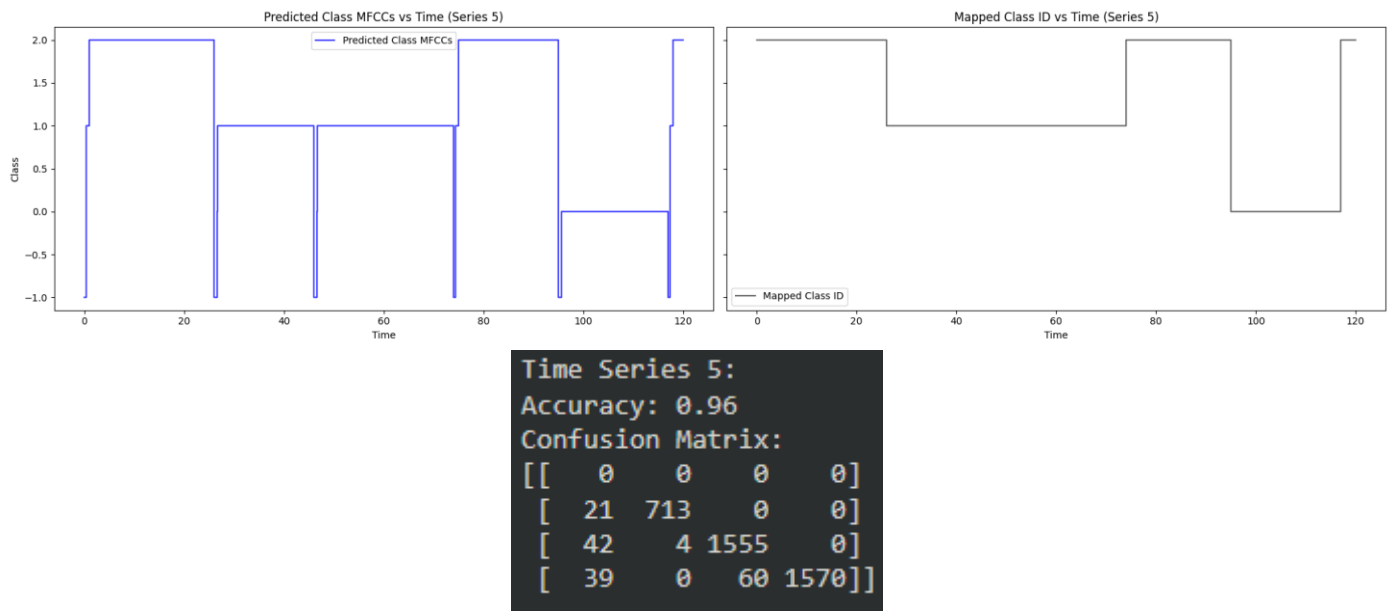 Predicted Class MFCCs vs Time (Series 5)
Predicted Class MFCCs
2.0
1.5
1.0
0.5
0.0
−0.5
−1.0
Class
0 20 40 60 80 100 120
Time
Mapped Class ID vs Time (Series 5)
Mapped Class ID
0 20 40 60 80 100 120
Time
Time Series 5:
Accuracy: 0.96
Confusion Matrix:
[[ 0 0 0 0]
[ 21 713 0 0]
[ 42 4 1555 0]
[ 39 0 60 1570]]